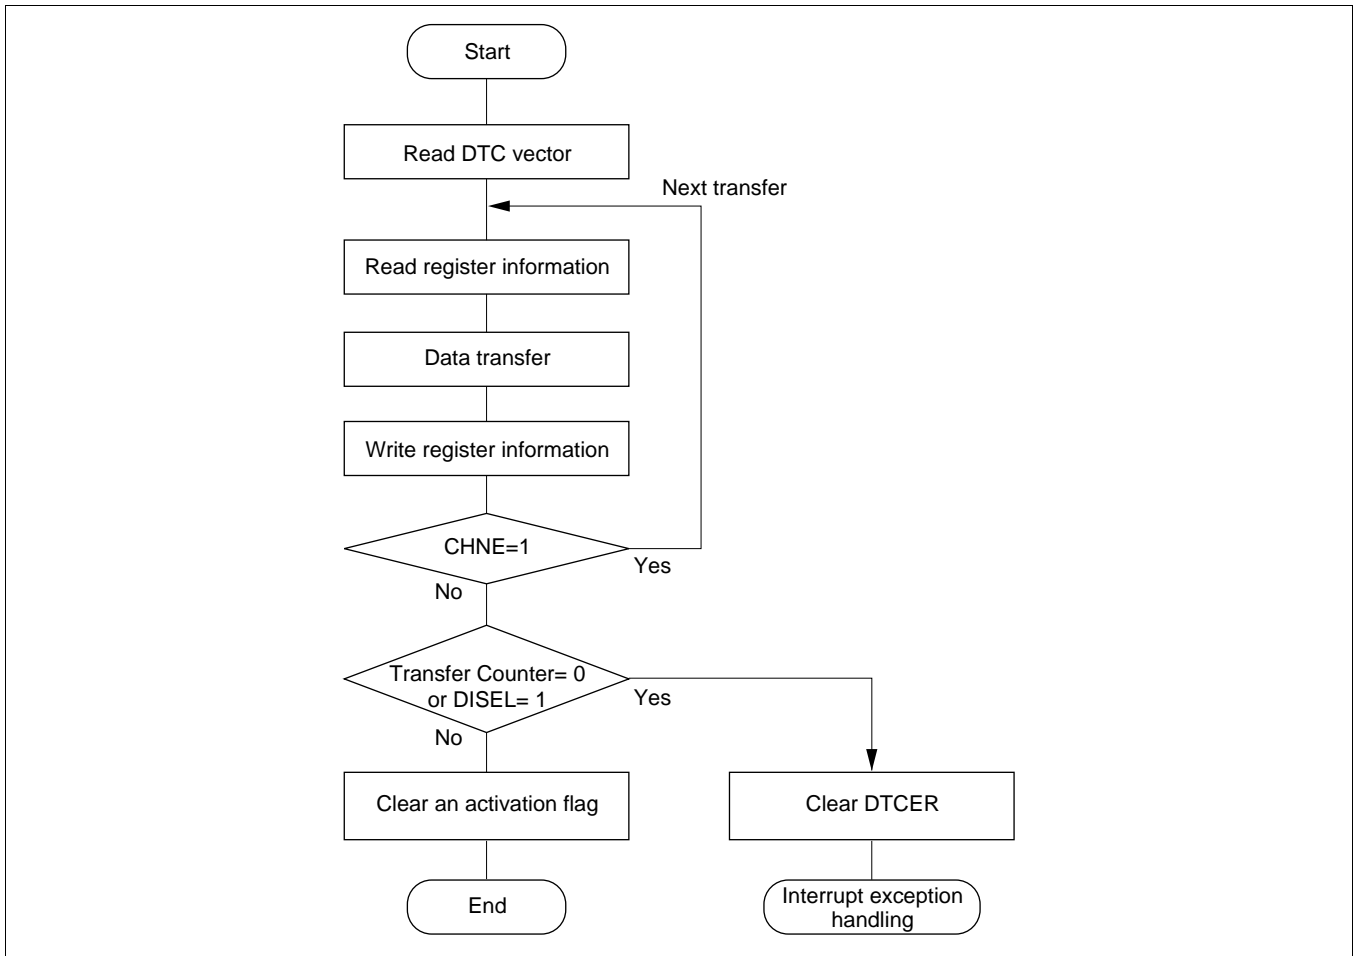 Start
Read DTC vector
Next transfer
Read register information
Data transfer
Write register information
CHNE=1
Yes
No
Transfer Counter= 0
or DISEL= 1
Yes
No
Clear an activation flag
Clear DTCER
End
Interrupt exception
handling